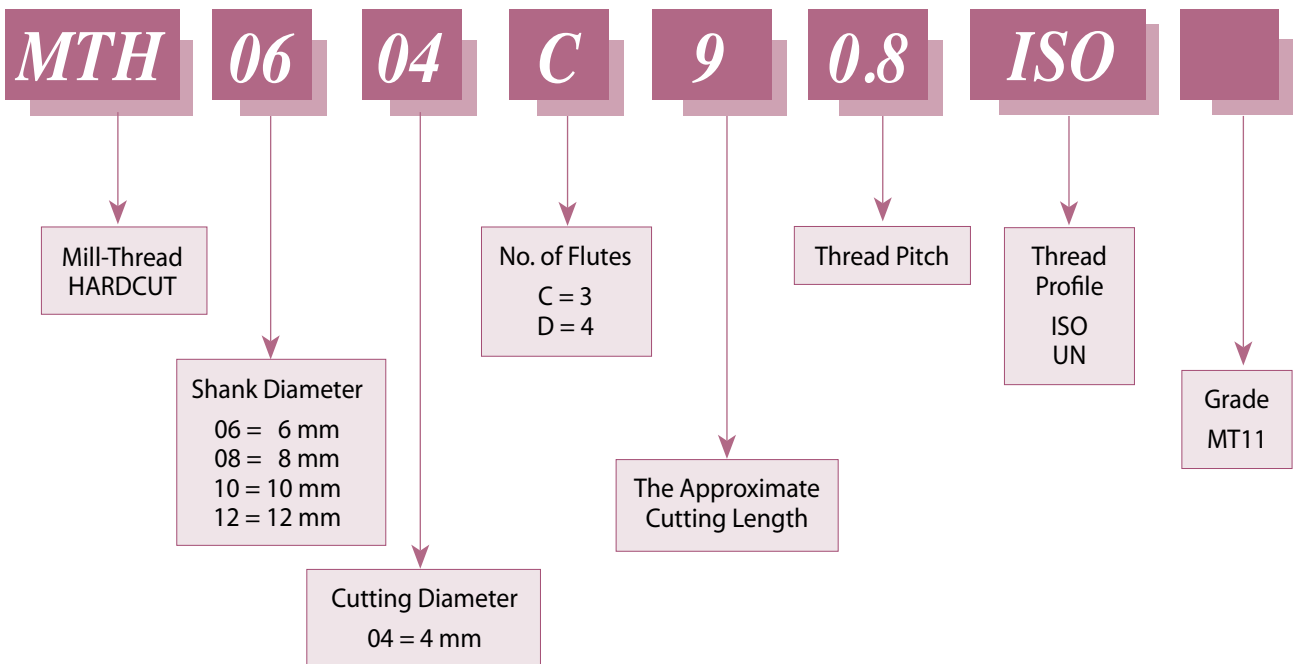 MTH 06 04 C 9 0.8 ISO
Mill-Thread
HARDCUT
Shank Diameter
06 = 6 mm
08 = 8 mm
10 = 10 mm
12 = 12 mm
Cutting Diameter
04 = 4 mm
No. of Flutes
C = 3
D = 4
The Approximate
Cutting Length
Thread Pitch
Thread
Profile
ISO
UN
Grade
MT11